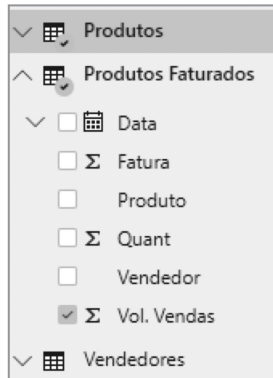 Produtos
Produtos Faturados
Data
Σ Fatura
Produto
Σ Quant
Vendedor
Σ Vol. Vendas
Vendedores